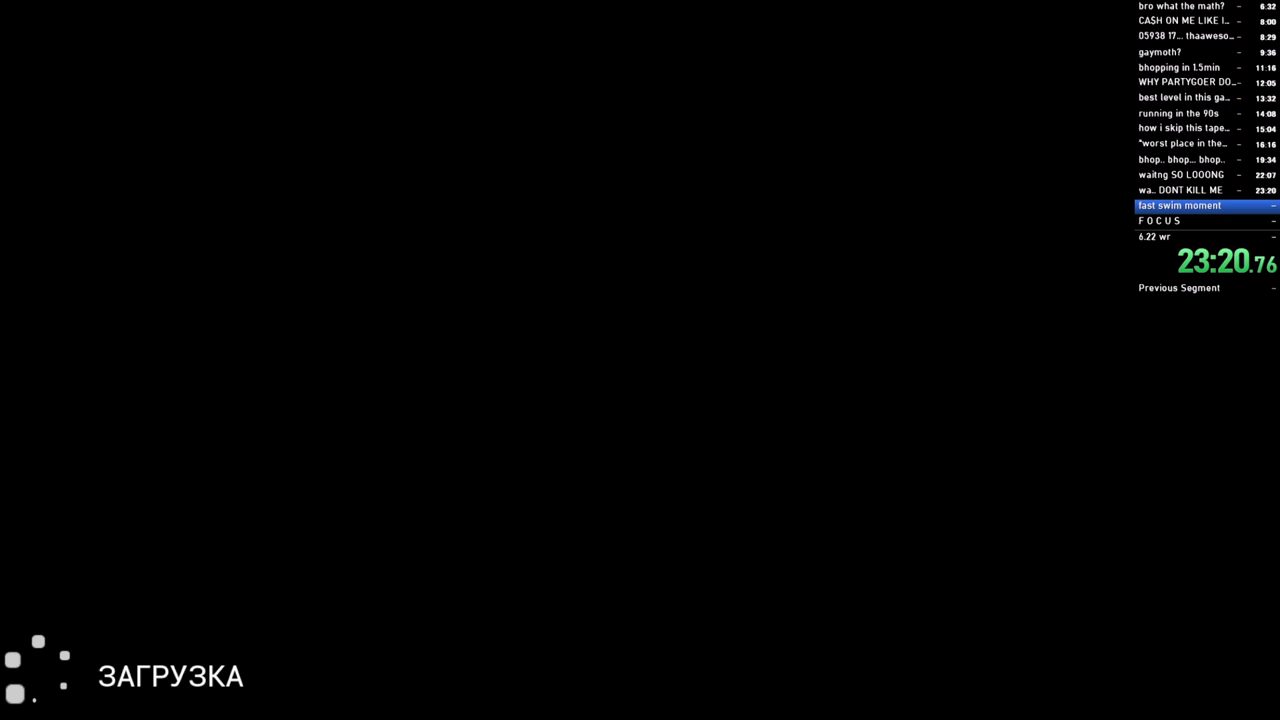 bro what the math? – 6:32
CA$H ON ME LIKE I... – 8:00
05938 17... thaaweso... – 8:29
gaymoth? – 9:36
bhopping in 1.5min – 11:16
WHY PARTYGOER DO... – 12:05
best level in this ga... – 13:32
running in the 90s – 14:08
how i skip this tape... – 15:04
*worst place in the... – 16:16
bhop.. bhop... bhop.. – 19:34
waitng SO LOOONG – 22:07
wa.. DONT KILL ME – 23:20
fast swim moment –
F O C U S –
6.22 wr –
23:20.76
Previous Segment –
ЗАГРУЗКА